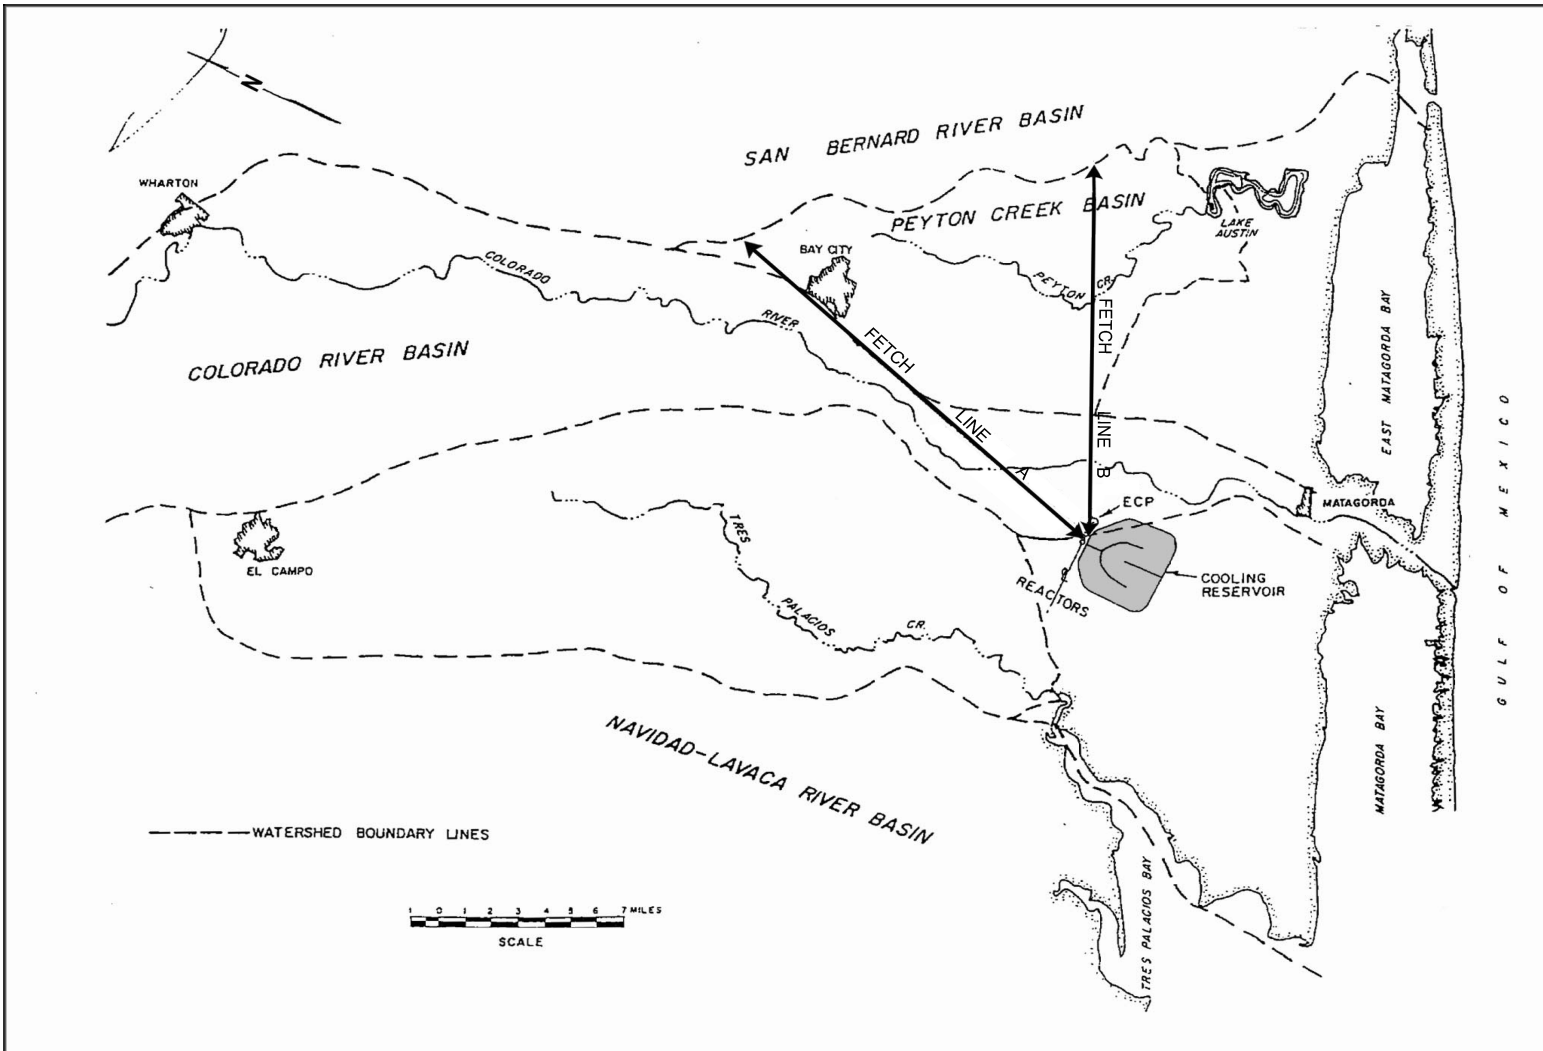 N
SAN BERNARD RIVER BASIN
WHARTON
PEYTON CREEK BASIN
LAKE
AUSTIN
BAY CITY
COLORADO
RIVER
PEYTON CR.
FETCH
LINE
A
FETCH
LINE
B
COLORADO RIVER BASIN
EAST MATAGORDA BAY
GULF OF MEXICO
MATAGORDA
ECP
TRES
PALACIOS
CR.
EL CAMPO
REACTORS
COOLING
RESERVOIR
NAVIDAD-LAVACA RIVER BASIN
MATAGORDA BAY
TRES PALACIOS BAY
WATERSHED BOUNDARY LINES
1 0 1 2 3 4 5 6 7 MILES
SCALE